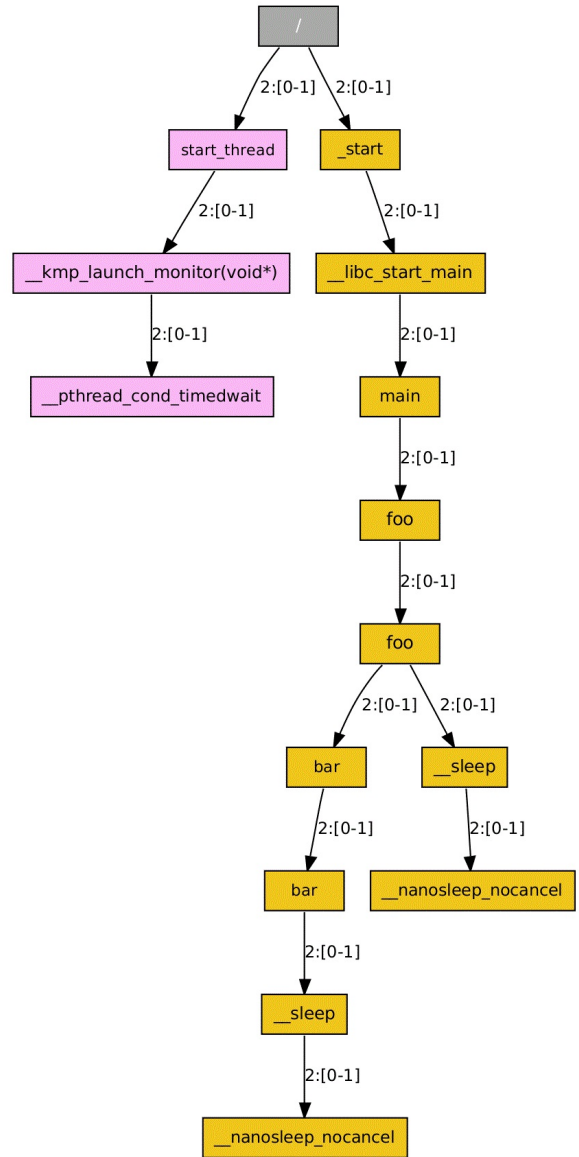 /
2:[0-1]
2:[0-1]
start_thread
_start
2:[0-1]
2:[0-1]
__kmp_launch_monitor(void*)
__libc_start_main
2:[0-1]
2:[0-1]
__pthread_cond_timedwait
main
2:[0-1]
foo
2:[0-1]
foo
2:[0-1]
2:[0-1]
bar
__sleep
2:[0-1]
2:[0-1]
bar
__nanosleep_nocancel
2:[0-1]
__sleep
2:[0-1]
__nanosleep_nocancel